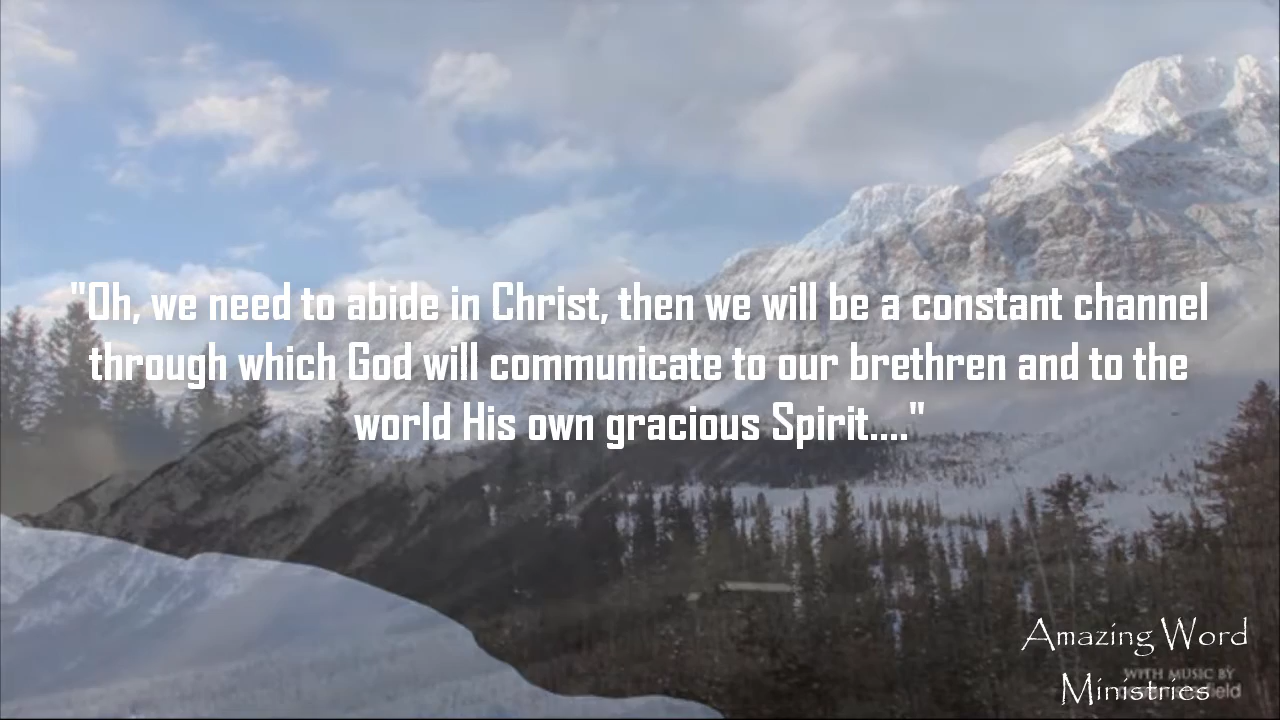 "Oh, we need to abide in Christ, then we will be a constant channel
through which God will communicate to our brethren and to the
world His own gracious Spirit...."
Amazing Word
WITH MUSIC BY
Ministries